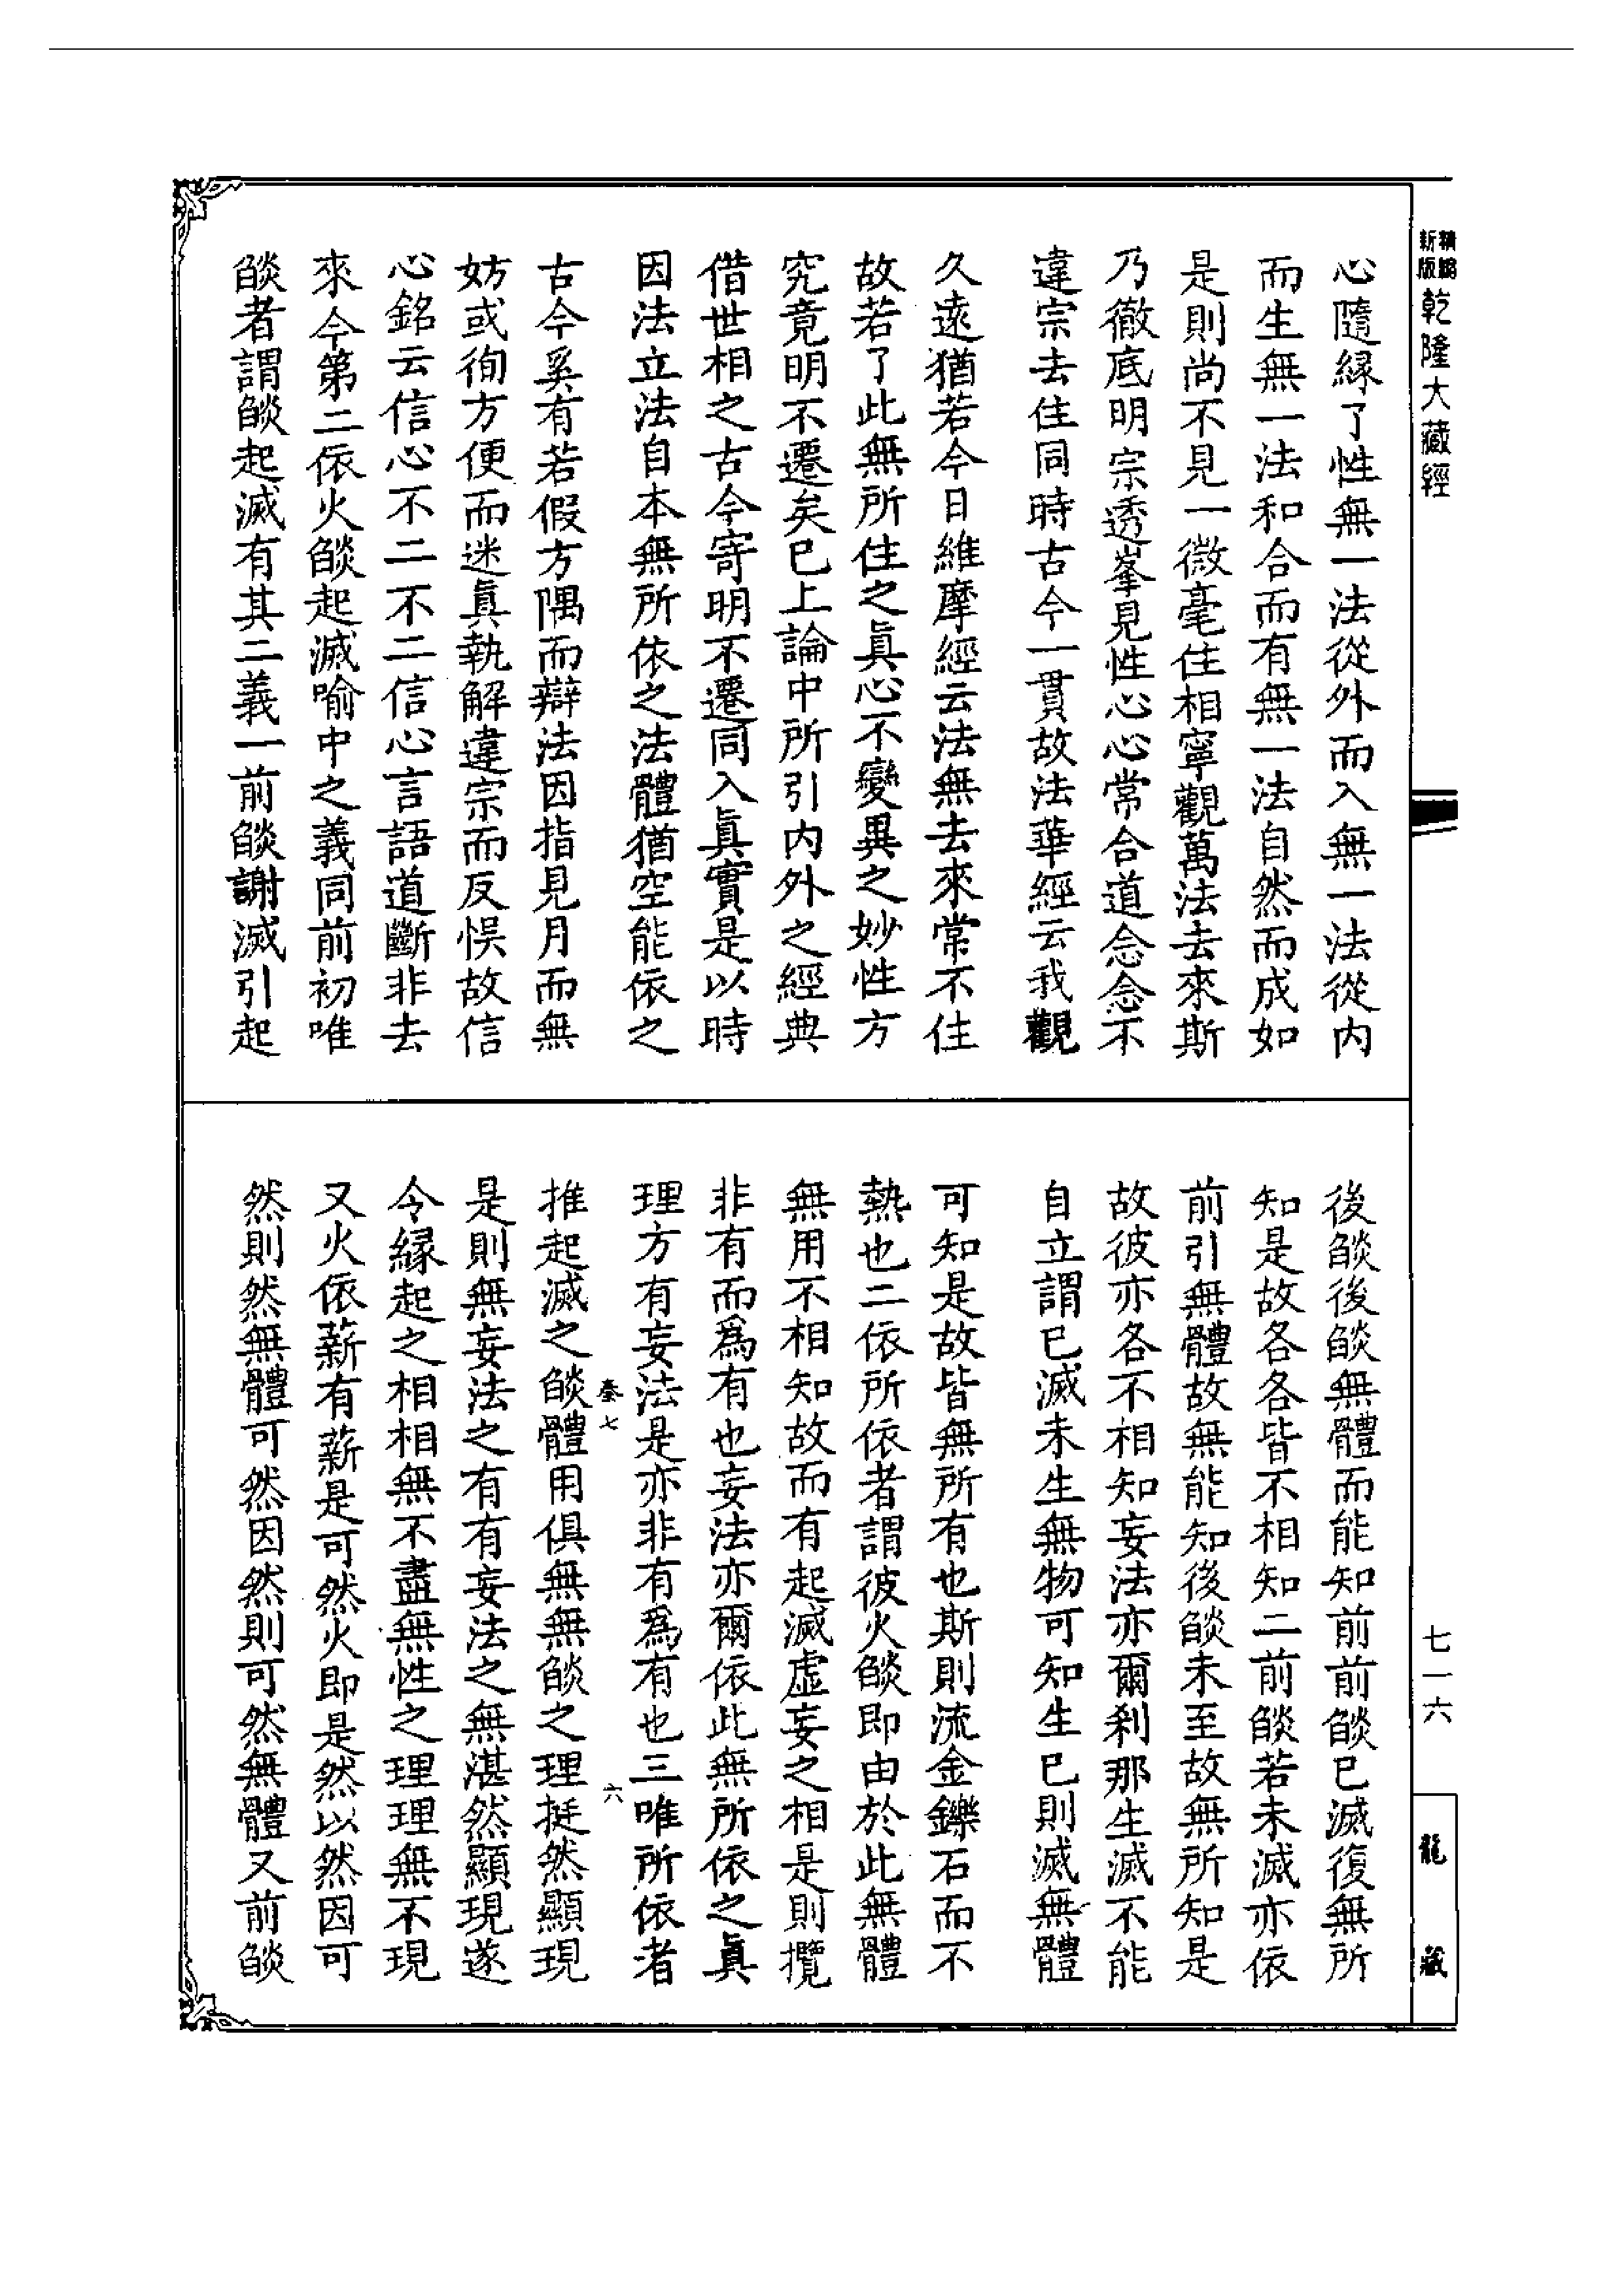 新版精編乾隆大藏經
心隨緣了性無一法從外而入無一法從内
而生無一法和合而有無一法自然而成如
是則尚不見一微毫住相寧觀萬法去來斯
乃徹底明宗透峯見性心心常合道念念不
違宗去住同時古今一貫故法華經云我觀
久遠猶若今日維摩經云法無去來常不住
故若了此無所住之眞心不變異之妙性方
究竟明不遷矣巳上論中所引内外之經典
借世相之古今寄明不遷同入眞實是以時
因法立法自本無所依之法體猶空能依之
古今奚有若假方隅而辯法因指見月而無
妨或徇方便而迷眞執解違宗而反悞故信
心銘云信心不二不二信心言語道斷非去
來今第二依火燄起滅喻中之義同前初唯
燄者謂燄起滅有其二義一前燄謝滅引起
後燄後燄無體而能知前前燄巳滅復無所
知是故各各皆不相知二前燄若未滅亦依
前引無體故無能知後燄未至故無所知是
故彼亦各不相知妄法亦爾刹那生滅不能
自立謂巳滅未生無物可知生巳則滅無體
可知是故皆無所有也斯則流金鑠石而不
熱也二依所依者謂彼火燄即由於此無體
無用不相知故而有起滅虚妄之相是則攬
非有而爲有也妄法亦爾依此無所依之眞
理方有妄法是亦非有爲有也三唯所依者
秦七 六
推起滅之燄體用俱無無燄之理挺然顯現
是則無妄法之有有妄法之無湛然顯現遂
令緣起之相相無不盡無性之理理無不現
又火依薪有薪是可然火即是然以然因可
然則然無體可然因然則可然無體又前燄
七一六
龍藏